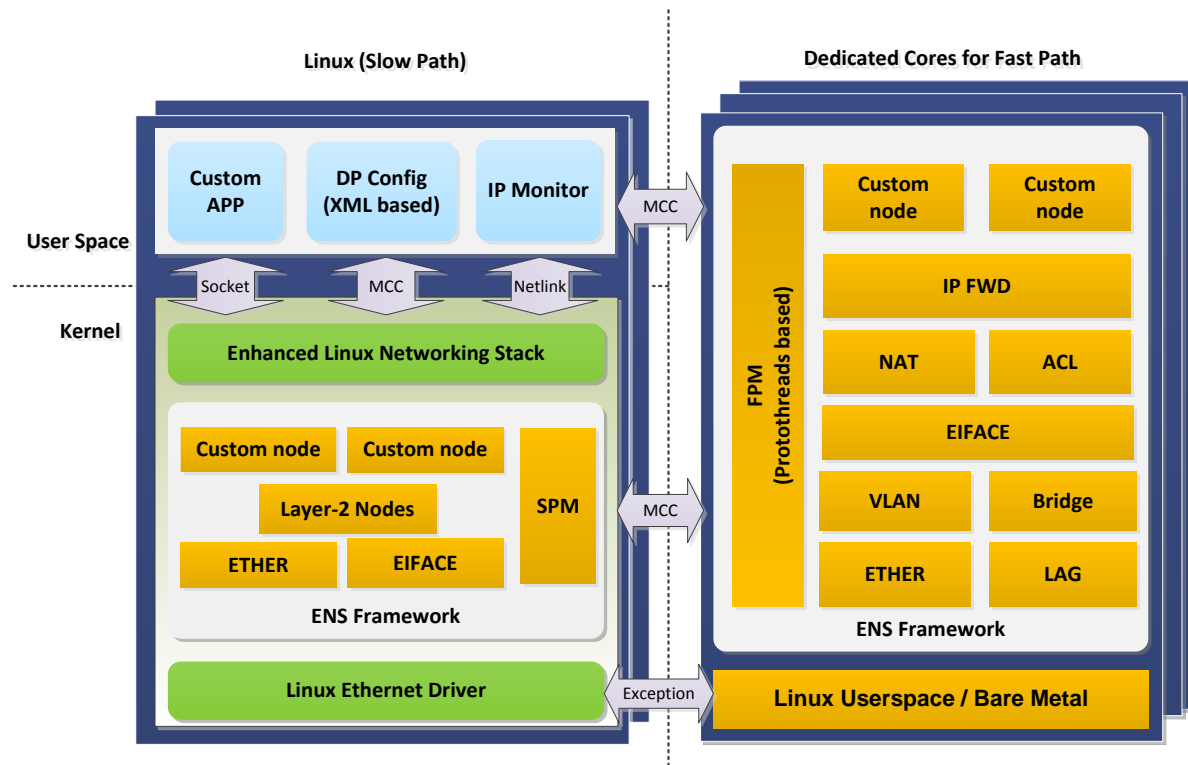 Linux (Slow Path)
Dedicated Cores for Fast Path
Custom
APP
DP Config
(XML based)
IP Monitor
MCC
User Space
Socket
MCC
Netlink
Kernel
Enhanced Linux Networking Stack
Custom node
Custom node
Layer-2 Nodes
SPM
ETHER
EIFACE
ENS Framework
MCC
Linux Ethernet Driver
Exception
FPM
(Protothreads based)
Custom
node
Custom
node
IP FWD
NAT
ACL
EIFACE
VLAN
Bridge
ETHER
LAG
ENS Framework
Linux Userspace / Bare Metal